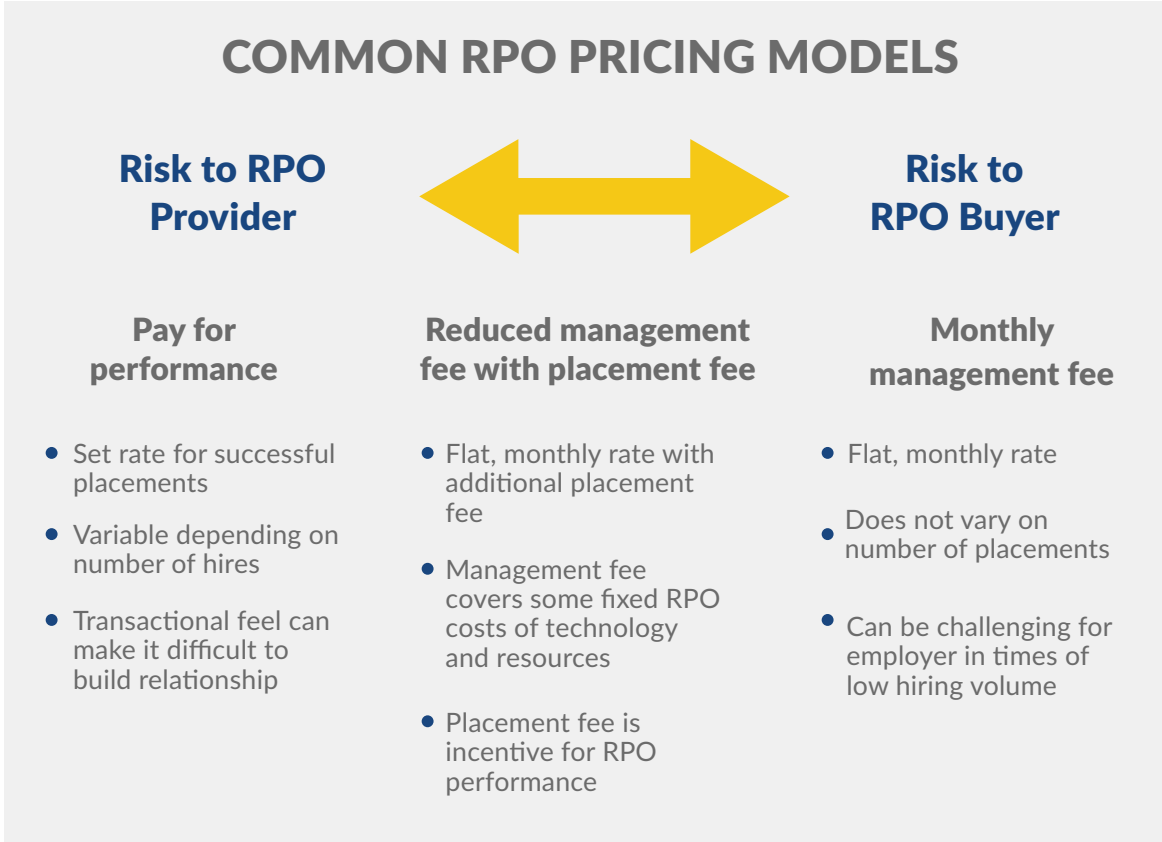 COMMON RPO PRICING MODELS
Risk to RPO
Provider
Risk to
RPO Buyer
Pay for
performance
• Set rate for successful
placements
• Variable depending on
number of hires
• Transactional feel can
make it difficult to
build relationship
Reduced management
fee with placement fee
• Flat, monthly rate with
additional placement
fee
• Management fee
covers some fixed RPO
costs of technology
and resources
• Placement fee is
incentive for RPO
performance
Monthly
management fee
• Flat, monthly rate
• Does not vary on
number of placements
• Can be challenging for
employer in times of
low hiring volume